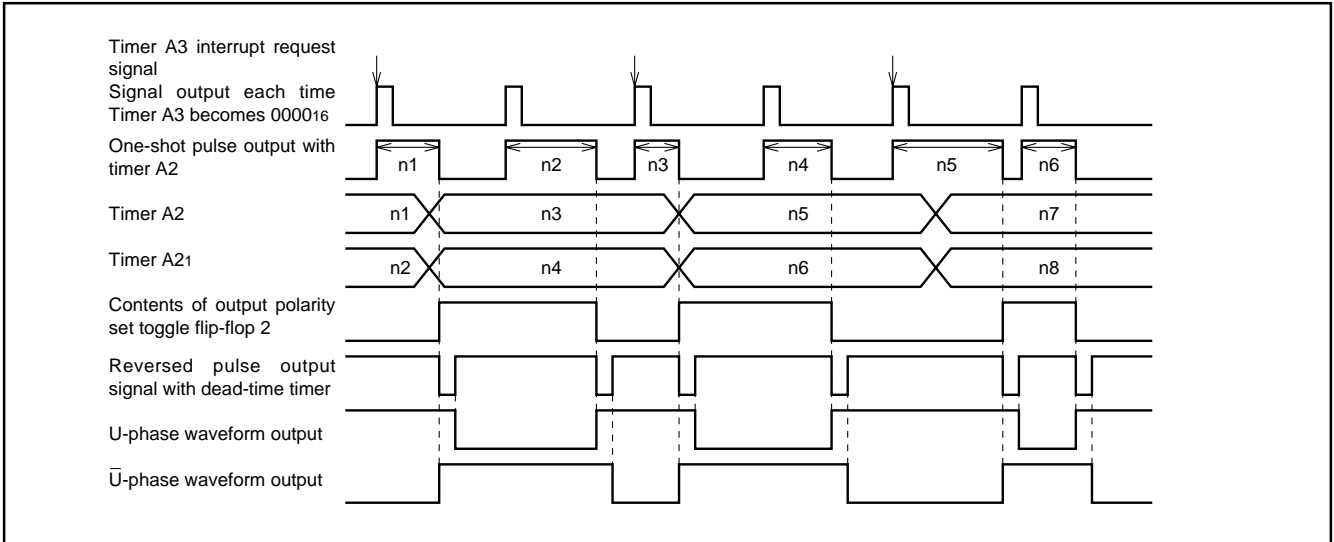 Timer A3 interrupt request
signal
Signal output each time
Timer A3 becomes 000016
One-shot pulse output with
timer A2
n1 n2 n3 n4 n5 n6
Timer A2
n1 n3 n5 n7
Timer A21
n2 n4 n6 n8
Contents of output polarity
set toggle flip-flop 2
Reversed pulse output
signal with dead-time timer
U-phase waveform output
U̅-phase waveform output